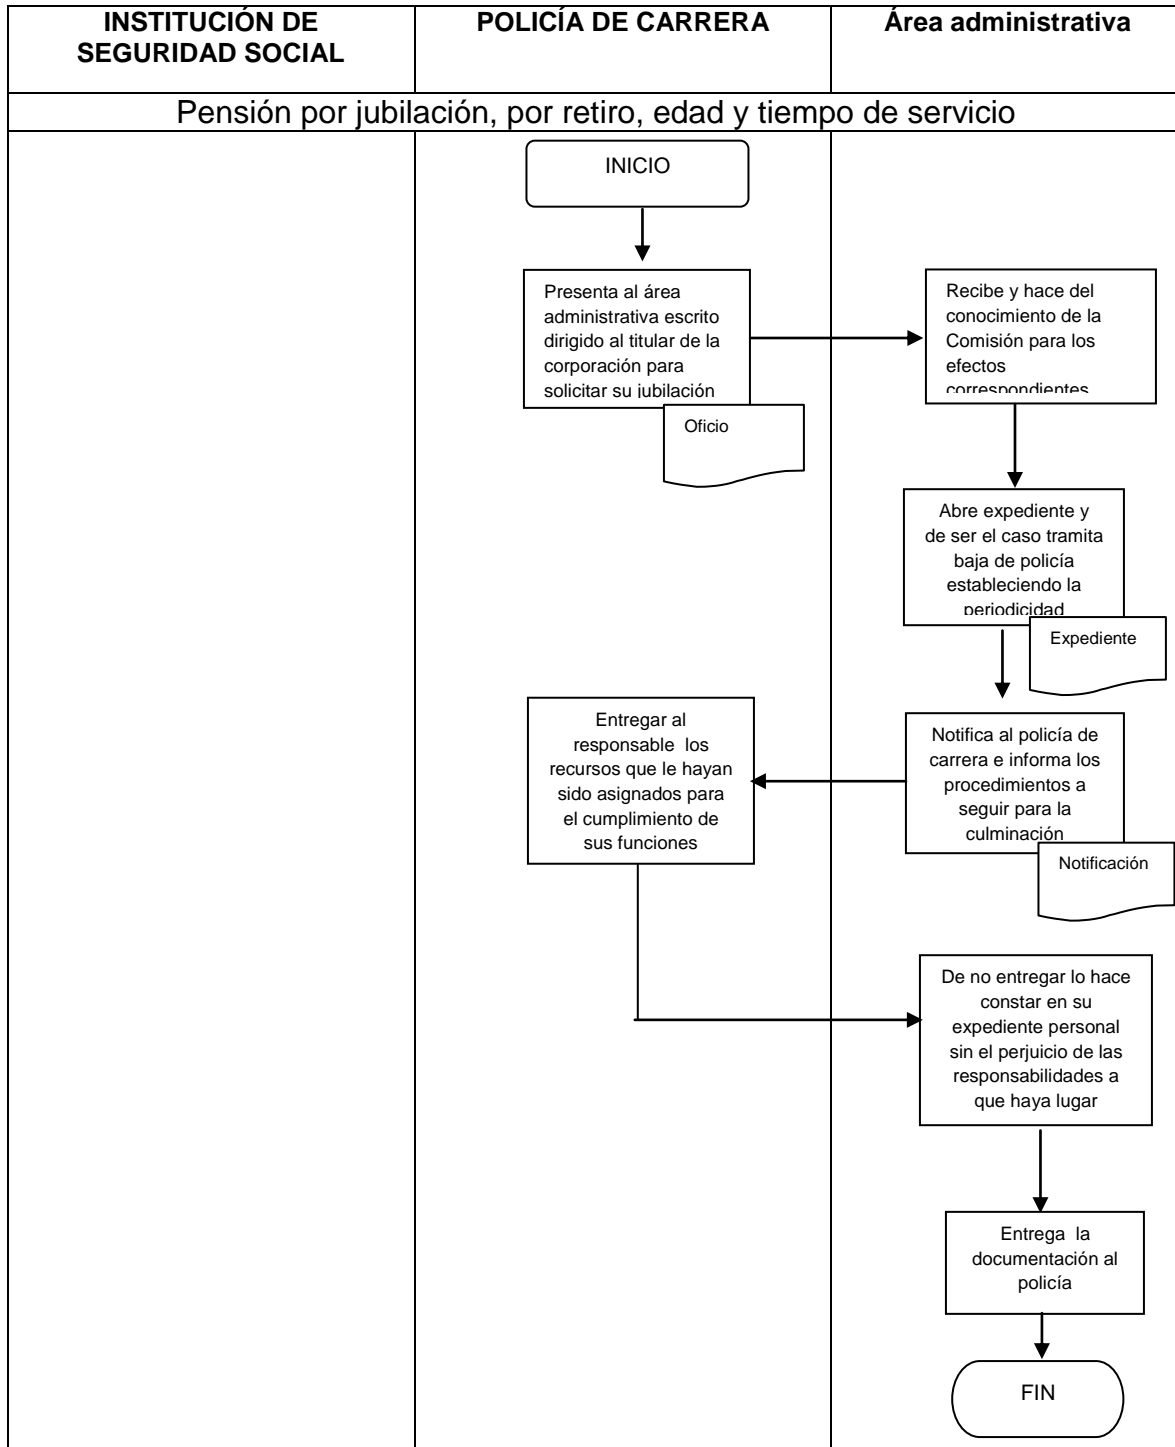 INSTITUCIÓN DE
SEGURIDAD SOCIAL
POLICÍA DE CARRERA
Área administrativa
Pensión por jubilación, por retiro, edad y tiempo de servicio
INICIO
Presenta al área
administrativa escrito
dirigido al titular de la
corporación para
solicitar su jubilación
Oficio
Recibe y hace del
conocimiento de la
Comisión para los
efectos
correspondientes
Abre expediente y
de ser el caso tramita
baja de policía
estableciendo la
periodicidad
Expediente
Notifica al policía de
carrera e informa los
procedimientos a
seguir para la
culminación
Notificación
Entregar al
responsable los
recursos que le hayan
sido asignados para
el cumplimiento de
sus funciones
De no entregar lo hace
constar en su
expediente personal
sin el perjuicio de las
responsabilidades a
que haya lugar
Entrega la
documentación al
policía
FIN